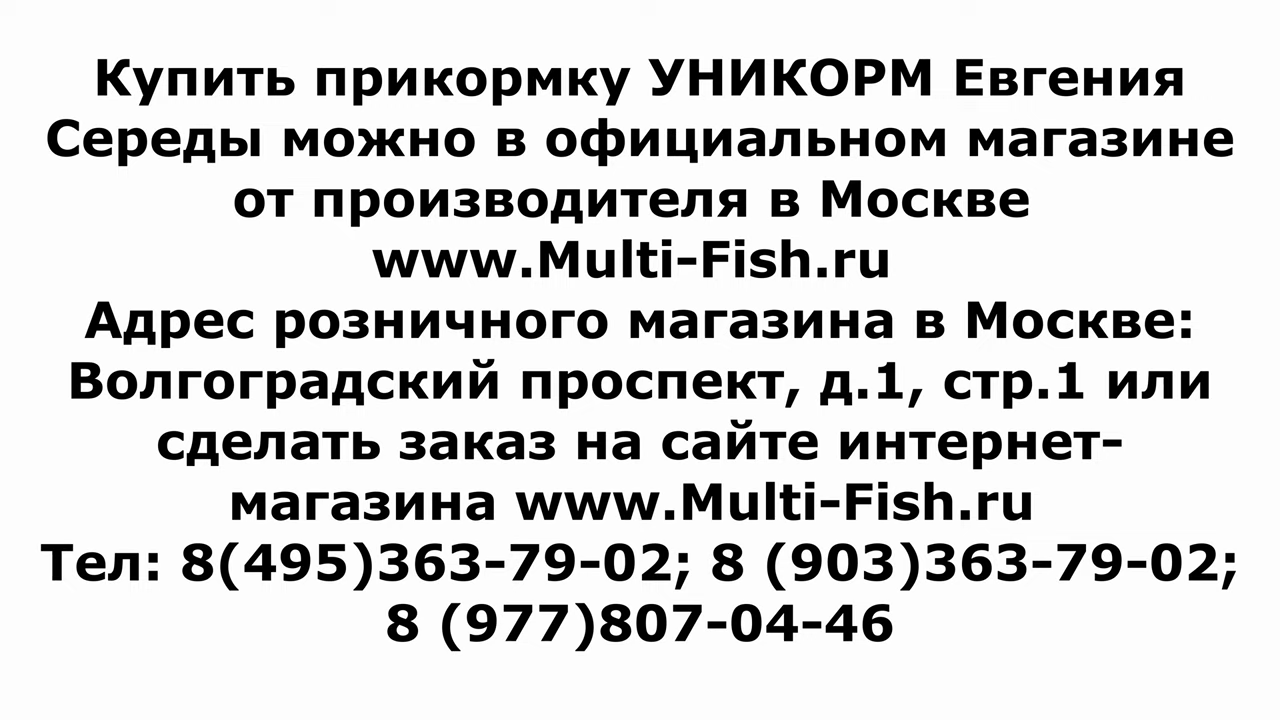 Купить прикормку УНИКОРМ Евгения
Середы можно в официальном магазине
от производителя в Москве
www.Multi-Fish.ru
Адрес розничного магазина в Москве:
Волгоградский проспект, д.1, стр.1 или
сделать заказ на сайте интернет-
магазина www.Multi-Fish.ru
Тел: 8(495)363-79-02; 8 (903)363-79-02;
8 (977)807-04-46